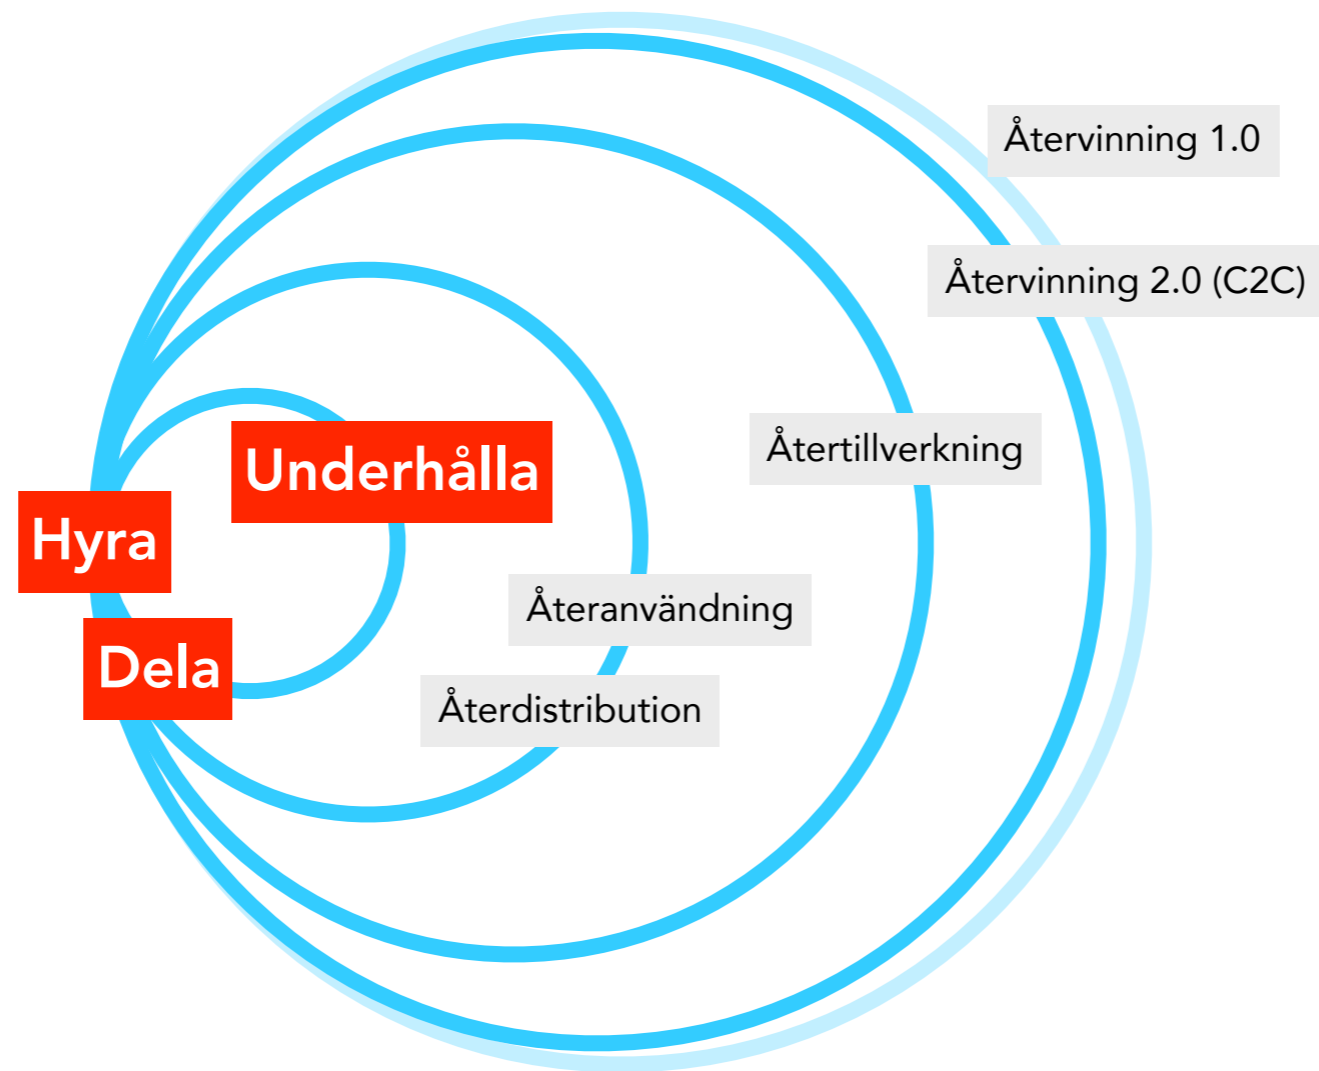 Återvinning 1.0
Återvinning 2.0 (C2C)
Återtillverkning
Underhålla
Hyra
Återanvändning
Dela
Återdistribution